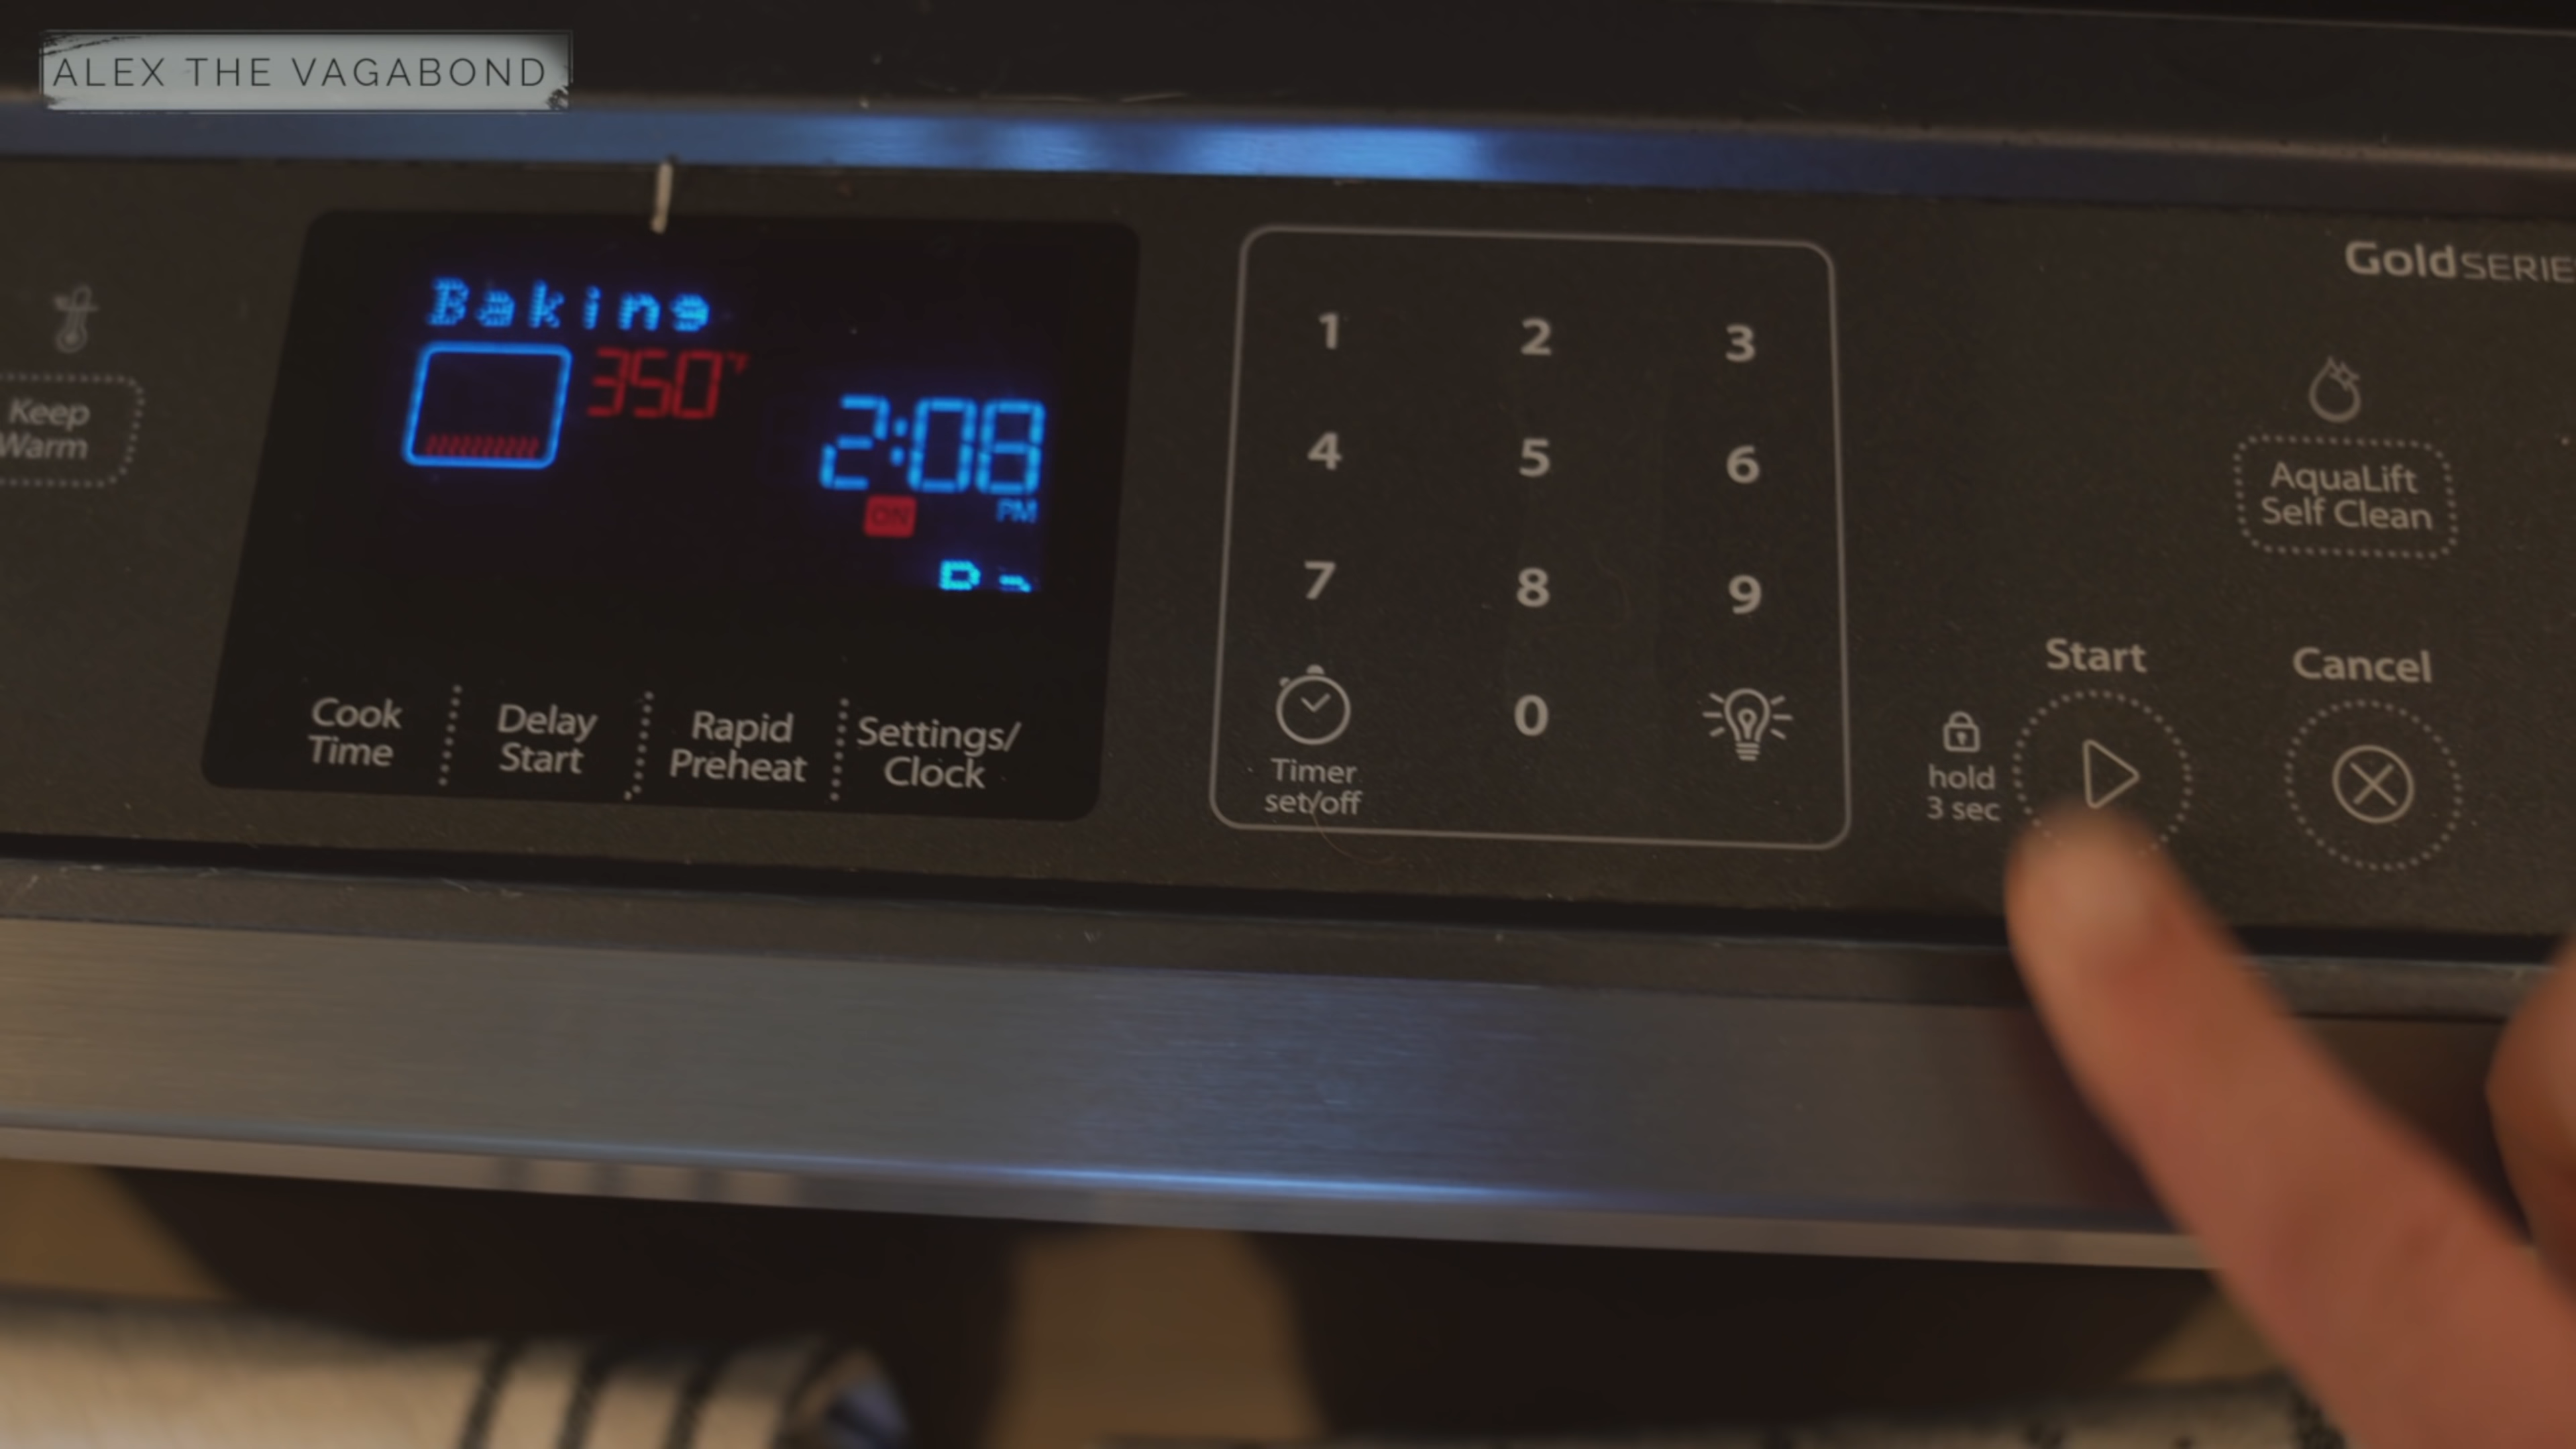 ALEX THE VAGABOND
Gold SERIES
Baking
350°F
2:08
ON
PM
Keep
Warm
Cook
Time
Delay
Start
Rapid
Preheat
Settings/
Clock
1 2 3
4 5 6
7 8 9
0
Timer
set/off
AquaLift
Self Clean
Start
Cancel
hold
3 sec